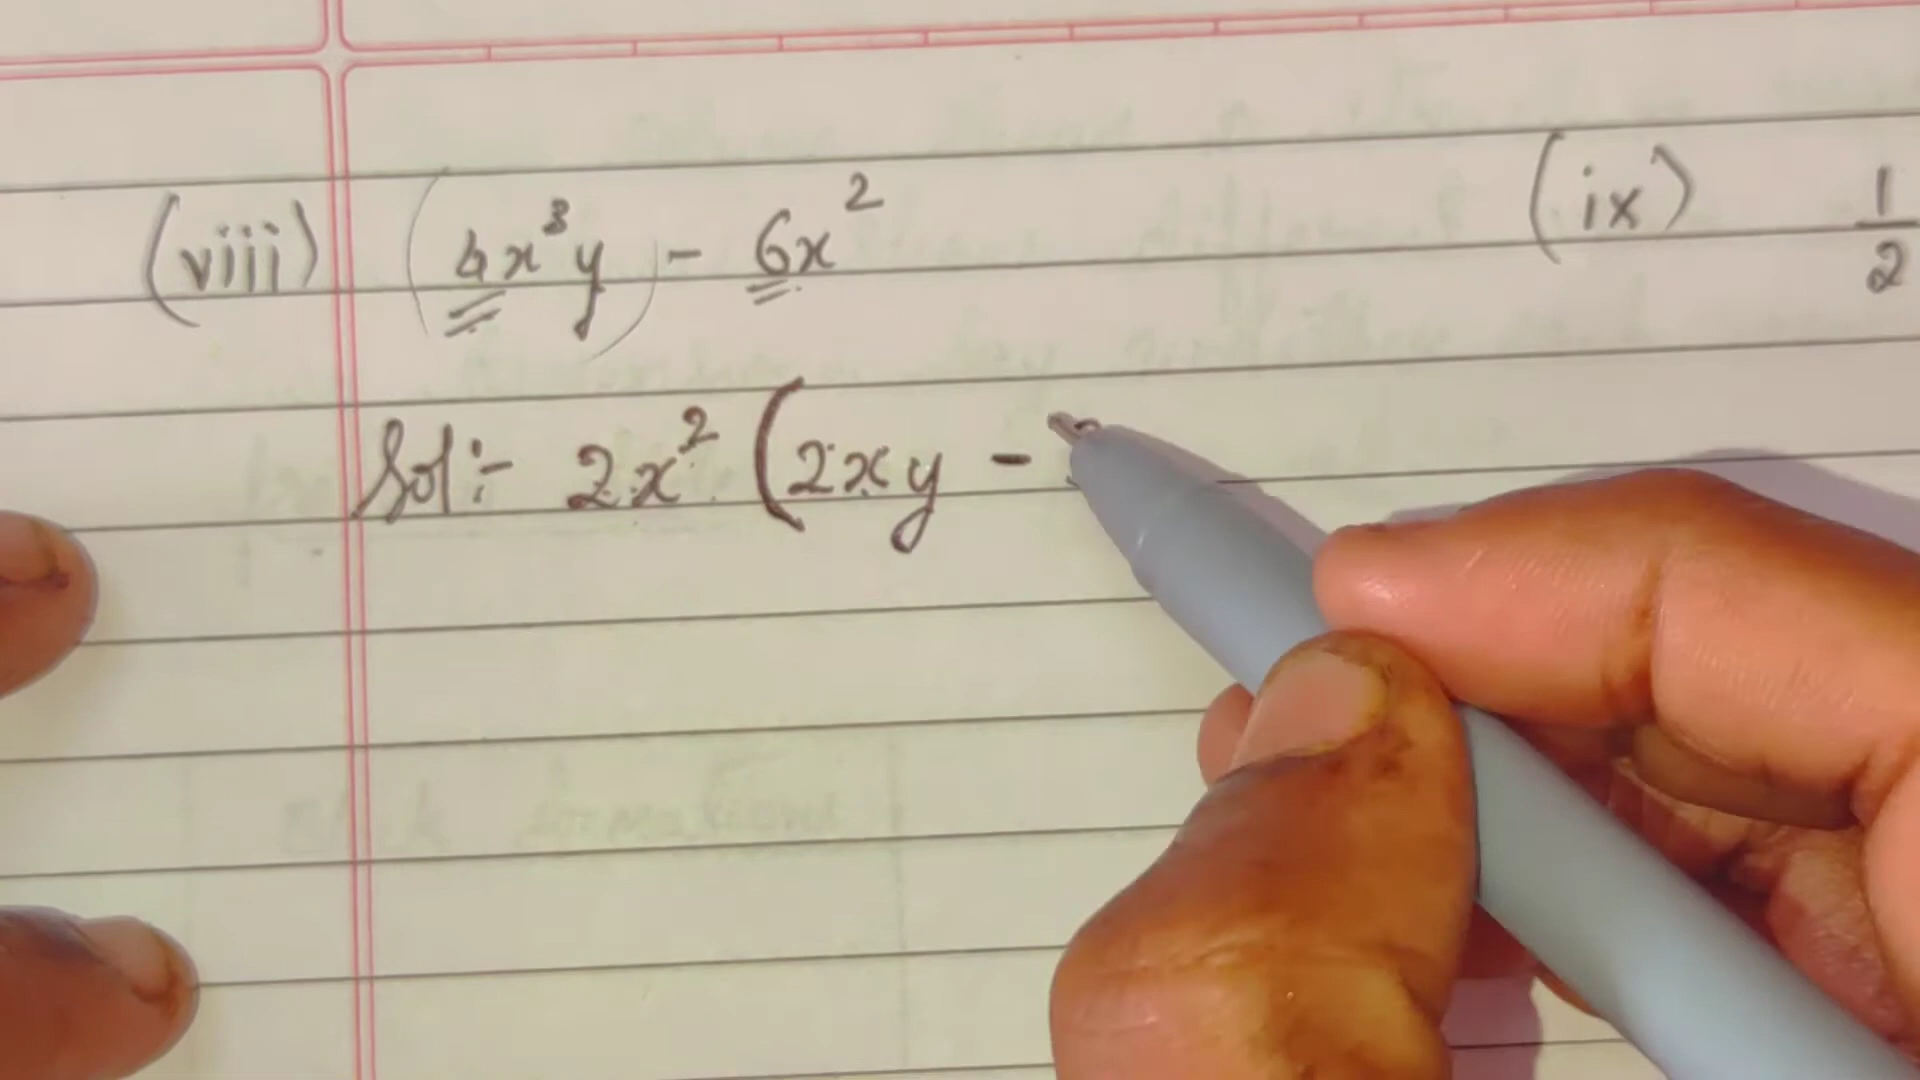 (viii) (4x³y) - 6x²
(ix) 1/2
Sol:- 2x² (2xy -